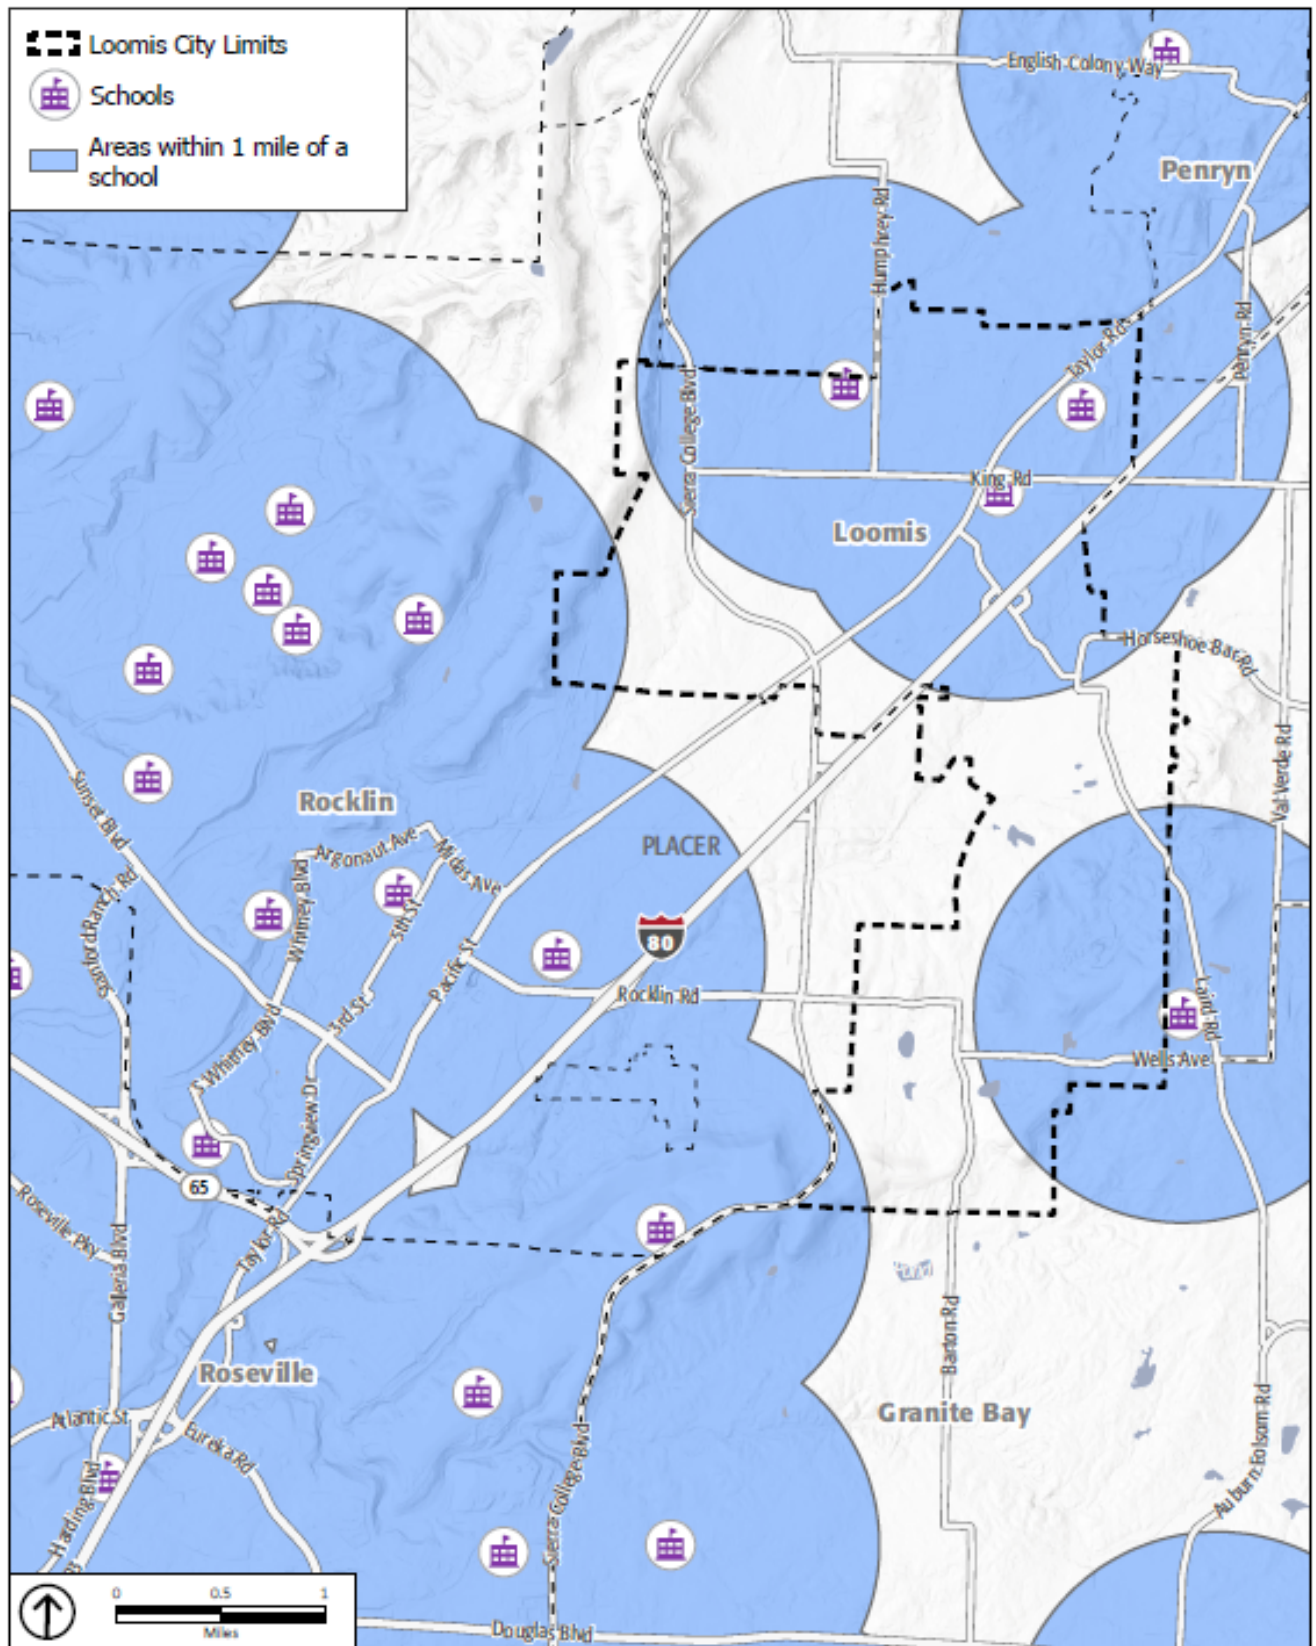 Loomis City Limits
Schools
Areas within 1 mile of a
school
English Colony Way
Penryn
Humphrey Rd
Taylor Rd
Penryn Rd
Sierra College Blvd
King Rd
Loomis
Horseshoe Bar Rd
Val Verde Rd
Sunset Blvd
Rocklin
Argonaut Ave
Midas Ave
PLACER
Stanford Ranch Rd
Whitney Blvd
5th St
Pacific St
80
Rocklin Rd
Laird Rd
3rd St
S Whitney Blvd
Wells Ave
Springview Dr
65
Roseville Pky
Galleria Blvd
Taylor Rd
Barton Rd
Roseville
Granite Bay
Atlantic St
Eureka Rd
Harding Blvd
Sierra College Blvd
Auburn Folsom Rd
Douglas Blvd
0 0.5 1
Miles